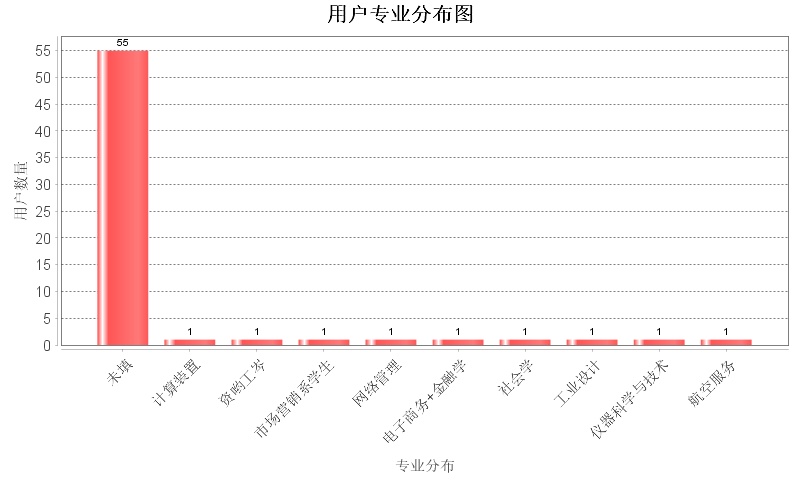 用户专业分布图
55
55
50
45
40
35
30
25
20
15
10
5
0
1
1
1
1
1
1
1
1
1
用户数量
未填
计算装置
资哟工岑
市场营销系学生
网络管理
电子商务+金融学
社会学
工业设计
仪器科学与技术
航空服务
专业分布